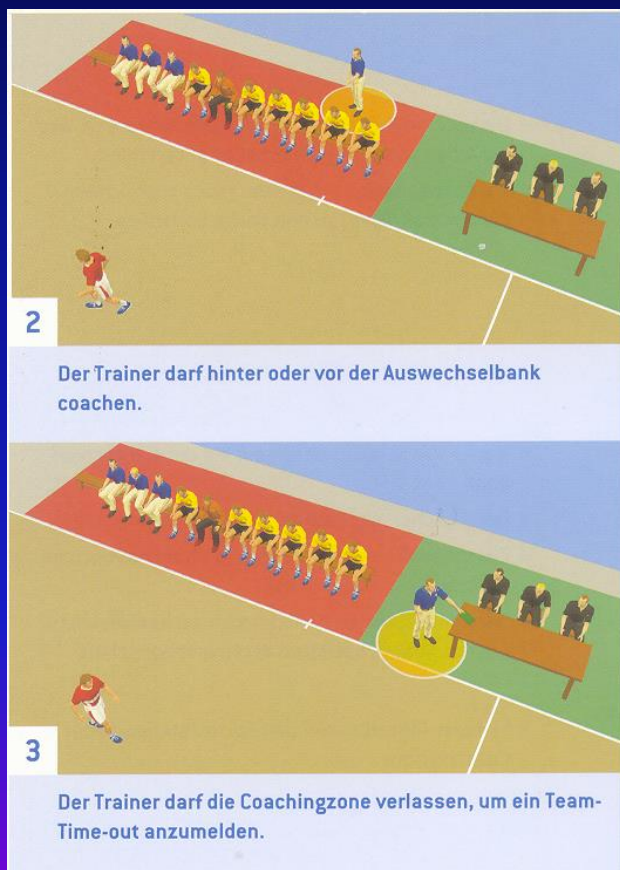 2
Der Trainer darf hinter oder vor der Auswechselbank
coachen.
3
Der Trainer darf die Coachingzone verlassen, um ein Team-
Time-out anzumelden.